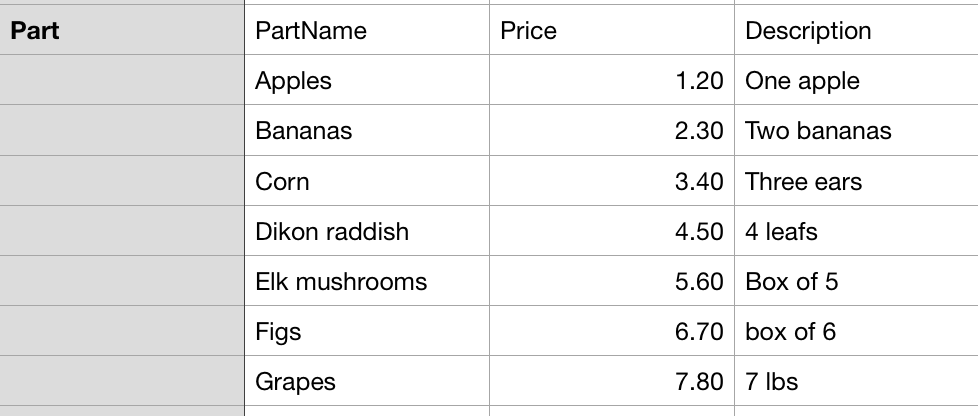 Part PartName Price Description
Apples 1.20 One apple
Bananas 2.30 Two bananas
Corn 3.40 Three ears
Dikon raddish 4.50 4 leafs
Elk mushrooms 5.60 Box of 5
Figs 6.70 box of 6
Grapes 7.80 7 lbs